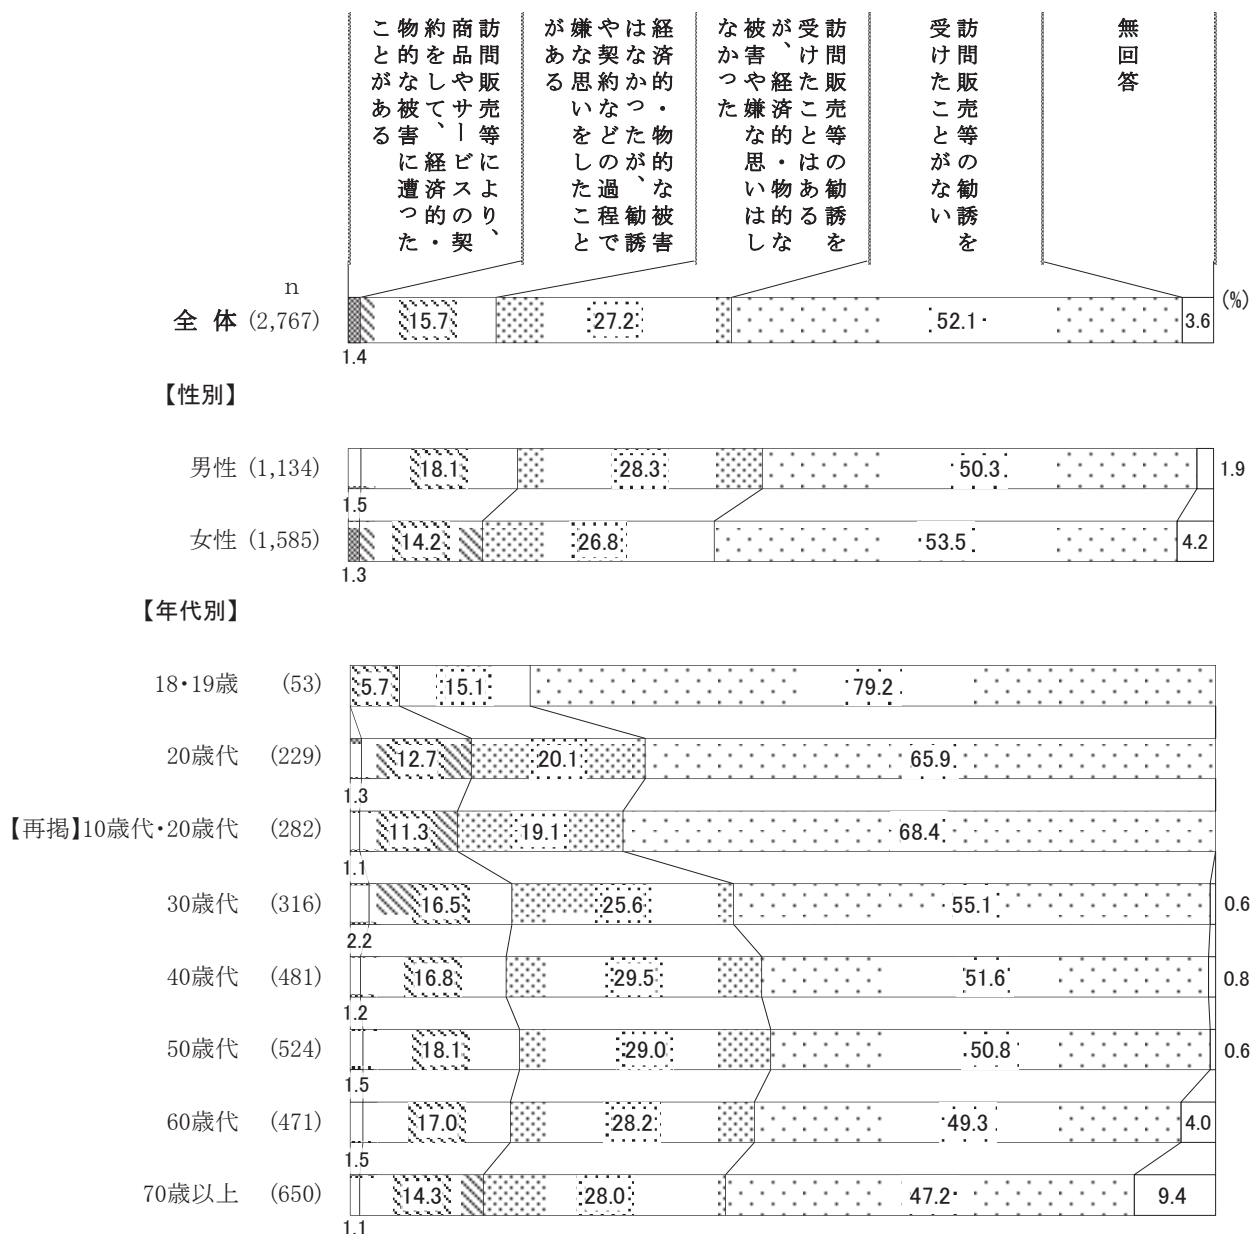 訪問販売等により、
商品やサービスの契
約をして、経済的・
物的な被害に遭った
ことがある
経済的・物的な被害
はなかったが、勧誘
や契約などの過程で
嫌な思いをしたこと
がある
訪問販売等の勧誘を
受けたことはある
が、経済的・物的な
被害や嫌な思いはし
なかった
訪問販売等の勧誘を
受けたことがない
無回答
n
(%)
全 体 (2,767) 15.7 27.2 52.1 3.6
1.4
【性別】
男性 (1,134) 18.1 28.3 50.3 1.9
1.5
女性 (1,585) 14.2 26.8 53.5 4.2
1.3
【年代別】
18・19歳 (53) 5.7 15.1 79.2
20歳代 (229) 12.7 20.1 65.9
1.3
【再掲】10歳代・20歳代 (282) 11.3 19.1 68.4
1.1
30歳代 (316) 16.5 25.6 55.1 0.6
2.2
40歳代 (481) 16.8 29.5 51.6 0.8
1.2
50歳代 (524) 18.1 29.0 50.8 0.6
1.5
60歳代 (471) 17.0 28.2 49.3 4.0
1.5
70歳以上 (650) 14.3 28.0 47.2 9.4
1.1